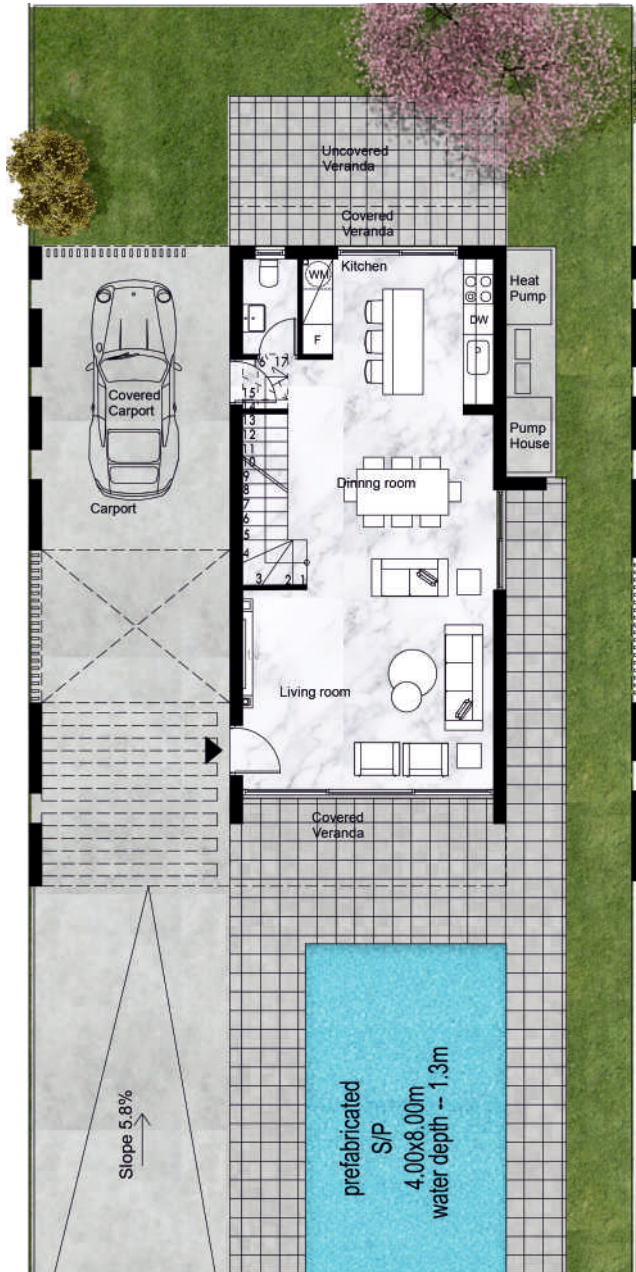 Uncovered
Veranda
Covered
Veranda
Kitchen
WM
F
DW
Heat
Pump
Pump
House
Covered
Carport
Carport
17
16
15
14
13
12
11
10
9
8
7
6
5
4
3
2
1
Dinnng room
Living room
Covered
Veranda
Slope 5.8%
prefabricated
S/P
4.00x8.00m
water depth -- 1.3m